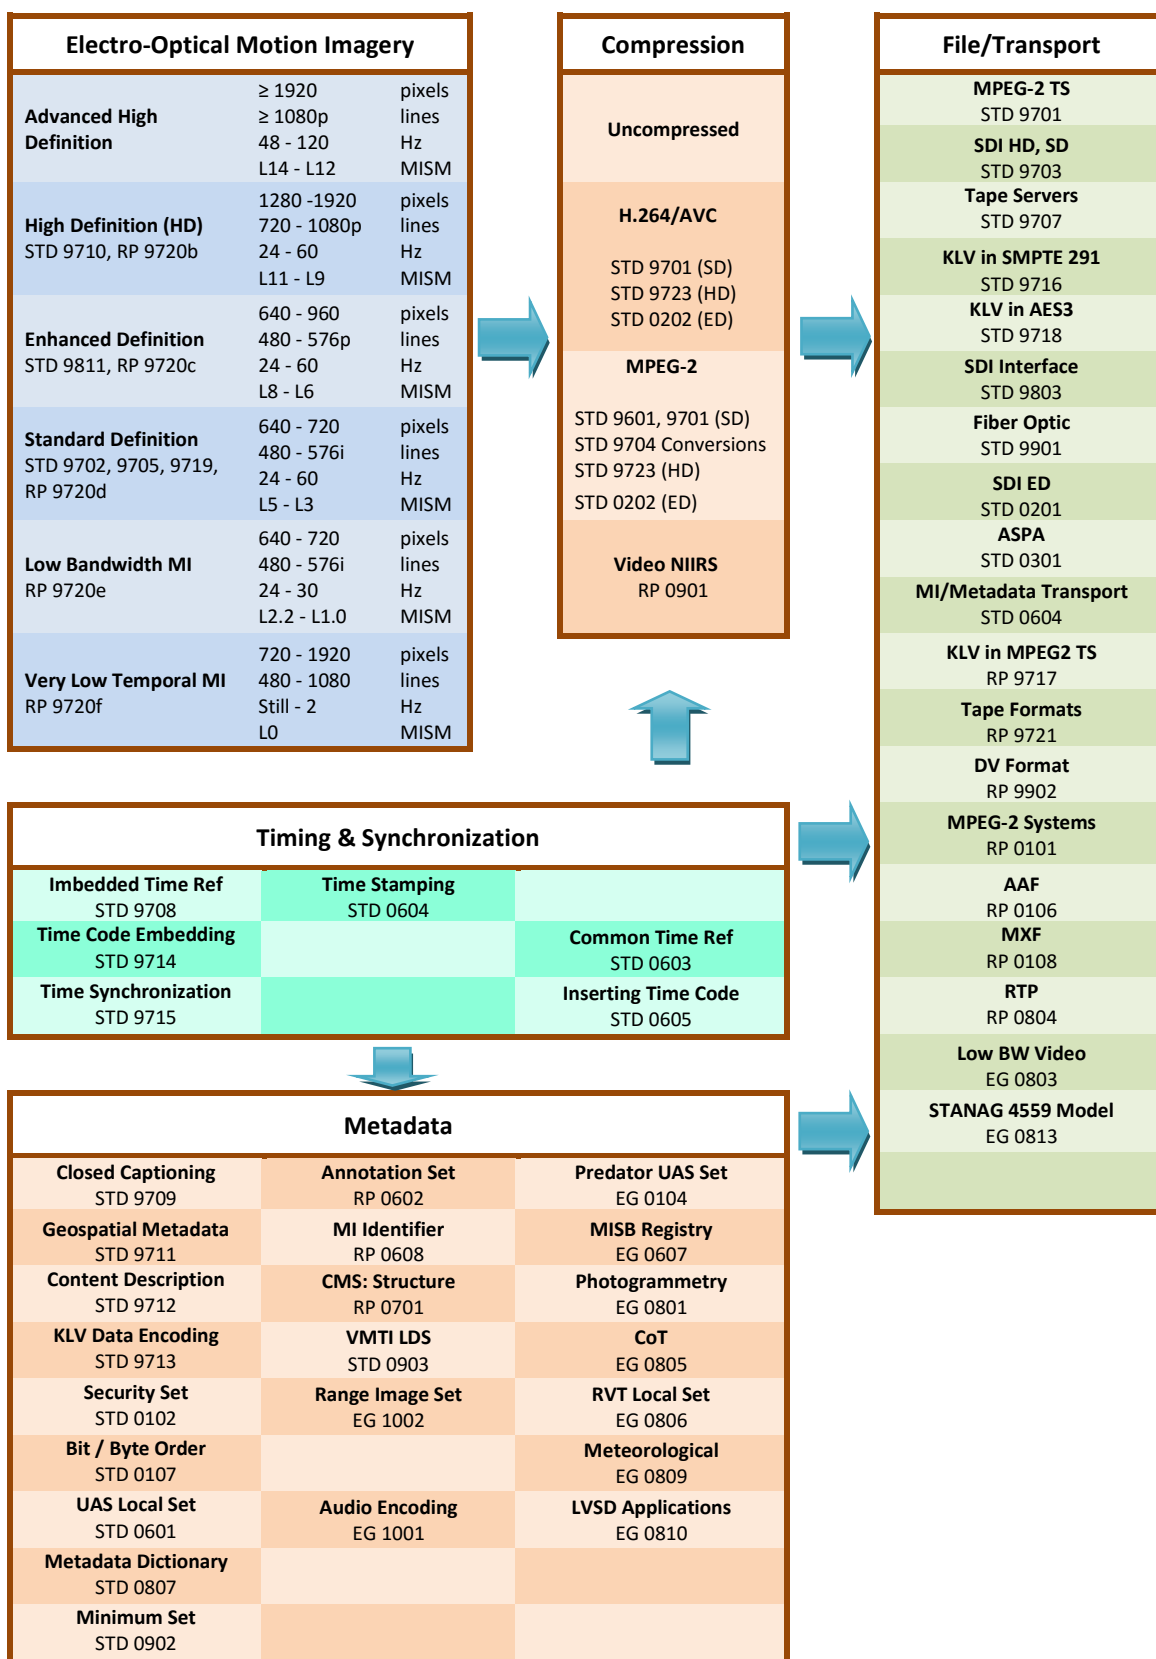 Electro-Optical Motion Imagery
Advanced High
Definition
≥ 1920 pixels
≥ 1080p lines
48 - 120 Hz
L14 - L12 MISM
High Definition (HD)
STD 9710, RP 9720b
1280 -1920 pixels
720 - 1080p lines
24 - 60 Hz
L11 - L9 MISM
Enhanced Definition
STD 9811, RP 9720c
640 - 960 pixels
480 - 576p lines
24 - 60 Hz
L8 - L6 MISM
Standard Definition
STD 9702, 9705, 9719,
RP 9720d
640 - 720 pixels
480 - 576i lines
24 - 60 Hz
L5 - L3 MISM
Low Bandwidth MI
RP 9720e
640 - 720 pixels
480 - 576i lines
24 - 30 Hz
L2.2 - L1.0 MISM
Very Low Temporal MI
RP 9720f
720 - 1920 pixels
480 - 1080 lines
Still - 2 Hz
L0 MISM
Compression
Uncompressed
H.264/AVC
STD 9701 (SD)
STD 9723 (HD)
STD 0202 (ED)
MPEG-2
STD 9601, 9701 (SD)
STD 9704 Conversions
STD 9723 (HD)
STD 0202 (ED)
Video NIIRS
RP 0901
File/Transport
MPEG-2 TS
STD 9701
SDI HD, SD
STD 9703
Tape Servers
STD 9707
KLV in SMPTE 291
STD 9716
KLV in AES3
STD 9718
SDI Interface
STD 9803
Fiber Optic
STD 9901
SDI ED
STD 0201
ASPA
STD 0301
MI/Metadata Transport
STD 0604
KLV in MPEG2 TS
RP 9717
Tape Formats
RP 9721
DV Format
RP 9902
MPEG-2 Systems
RP 0101
AAF
RP 0106
MXF
RP 0108
RTP
RP 0804
Low BW Video
EG 0803
STANAG 4559 Model
EG 0813
Timing & Synchronization
Imbedded Time Ref
STD 9708
Time Stamping
STD 0604
Time Code Embedding
STD 9714
Common Time Ref
STD 0603
Time Synchronization
STD 9715
Inserting Time Code
STD 0605
Metadata
Closed Captioning
STD 9709
Annotation Set
RP 0602
Predator UAS Set
EG 0104
Geospatial Metadata
STD 9711
MI Identifier
RP 0608
MISB Registry
EG 0607
Content Description
STD 9712
CMS: Structure
RP 0701
Photogrammetry
EG 0801
KLV Data Encoding
STD 9713
VMTI LDS
STD 0903
CoT
EG 0805
Security Set
STD 0102
Range Image Set
EG 1002
RVT Local Set
EG 0806
Bit / Byte Order
STD 0107
Meteorological
EG 0809
UAS Local Set
STD 0601
Audio Encoding
EG 1001
LVSD Applications
EG 0810
Metadata Dictionary
STD 0807
Minimum Set
STD 0902